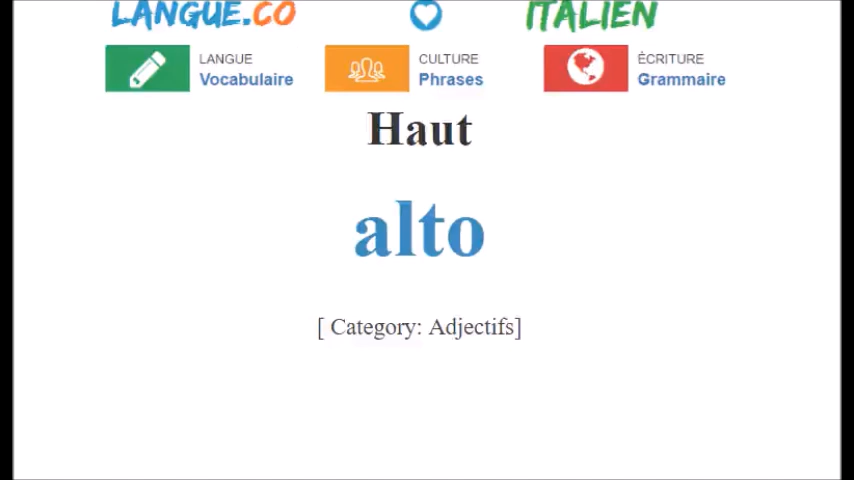 LANGUE.CO ITALIEN
LANGUE CULTURE ÉCRITURE
Vocabulaire Phrases Grammaire
Haut
alto
[ Category: Adjectifs]